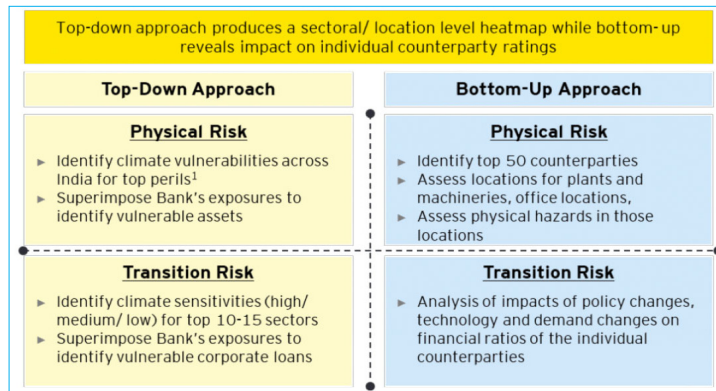 Top-down approach produces a sectoral/ location level heatmap while bottom-up
reveals impact on individual counterparty ratings
Top-Down Approach
Physical Risk
► Identify climate vulnerabilities across
India for top perils¹
► Superimpose Bank's exposures to
identify vulnerable assets
Transition Risk
► Identify climate sensitivities (high/
medium/ low) for top 10-15 sectors
► Superimpose Bank's exposures to
identify vulnerable corporate loans
Bottom-Up Approach
Physical Risk
► Identify top 50 counterparties
► Assess locations for plants and
machineries, office locations,
► Assess physical hazards in those
locations
Transition Risk
► Analysis of impacts of policy changes,
technology and demand changes on
financial ratios of the individual
counterparties